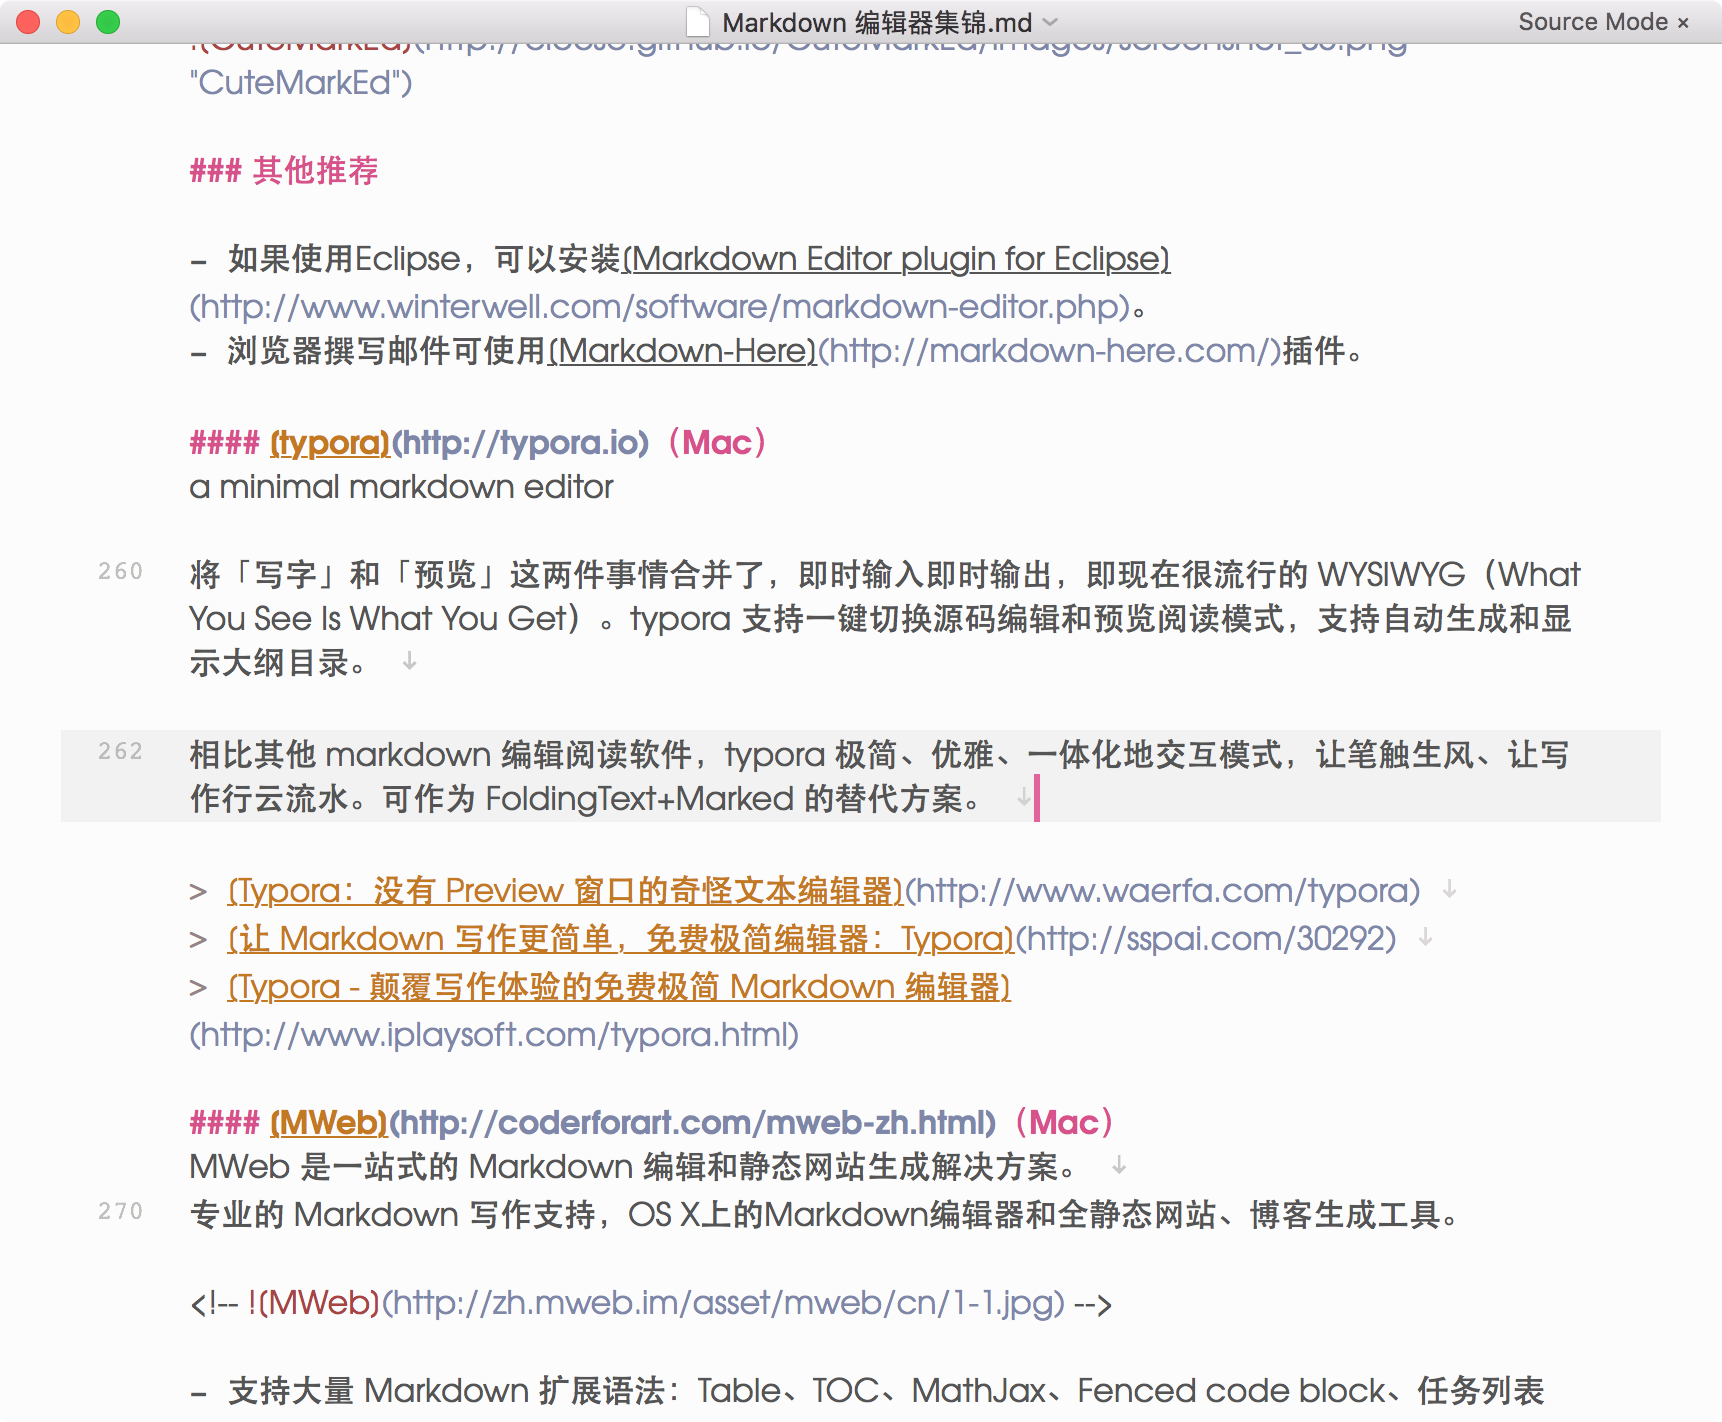 Markdown 编辑器集锦.md
Source Mode ×
"CuteMarkEd")
### 其他推荐
- 如果使用Eclipse，可以安装[Markdown Editor plugin for Eclipse]
(http://www.winterwell.com/software/markdown-editor.php)。
- 浏览器撰写邮件可使用[Markdown-Here](http://markdown-here.com/)插件。
#### [typora](http://typora.io)（Mac）
a minimal markdown editor
260 将「写字」和「预览」这两件事情合并了，即时输入即时输出，即现在很流行的 WYSIWYG（What
You See Is What You Get）。typora 支持一键切换源码编辑和预览阅读模式，支持自动生成和显
示大纲目录。 ↓
262 相比其他 markdown 编辑阅读软件，typora 极简、优雅、一体化地交互模式，让笔触生风、让写
作行云流水。可作为 FoldingText+Marked 的替代方案。 ↓
> [Typora：没有 Preview 窗口的奇怪文本编辑器](http://www.waerfa.com/typora) ↓
> [让 Markdown 写作更简单，免费极简编辑器：Typora](http://sspai.com/30292) ↓
> [Typora - 颠覆写作体验的免费极简 Markdown 编辑器]
(http://www.iplaysoft.com/typora.html)
#### [MWeb](http://coderforart.com/mweb-zh.html)（Mac）
MWeb 是一站式的 Markdown 编辑和静态网站生成解决方案。 ↓
270 专业的 Markdown 写作支持，OS X上的Markdown编辑器和全静态网站、博客生成工具。
<!-- ![MWeb](http://zh.mweb.im/asset/mweb/cn/1-1.jpg) -->
- 支持大量 Markdown 扩展语法：Table、TOC、MathJax、Fenced code block、任务列表